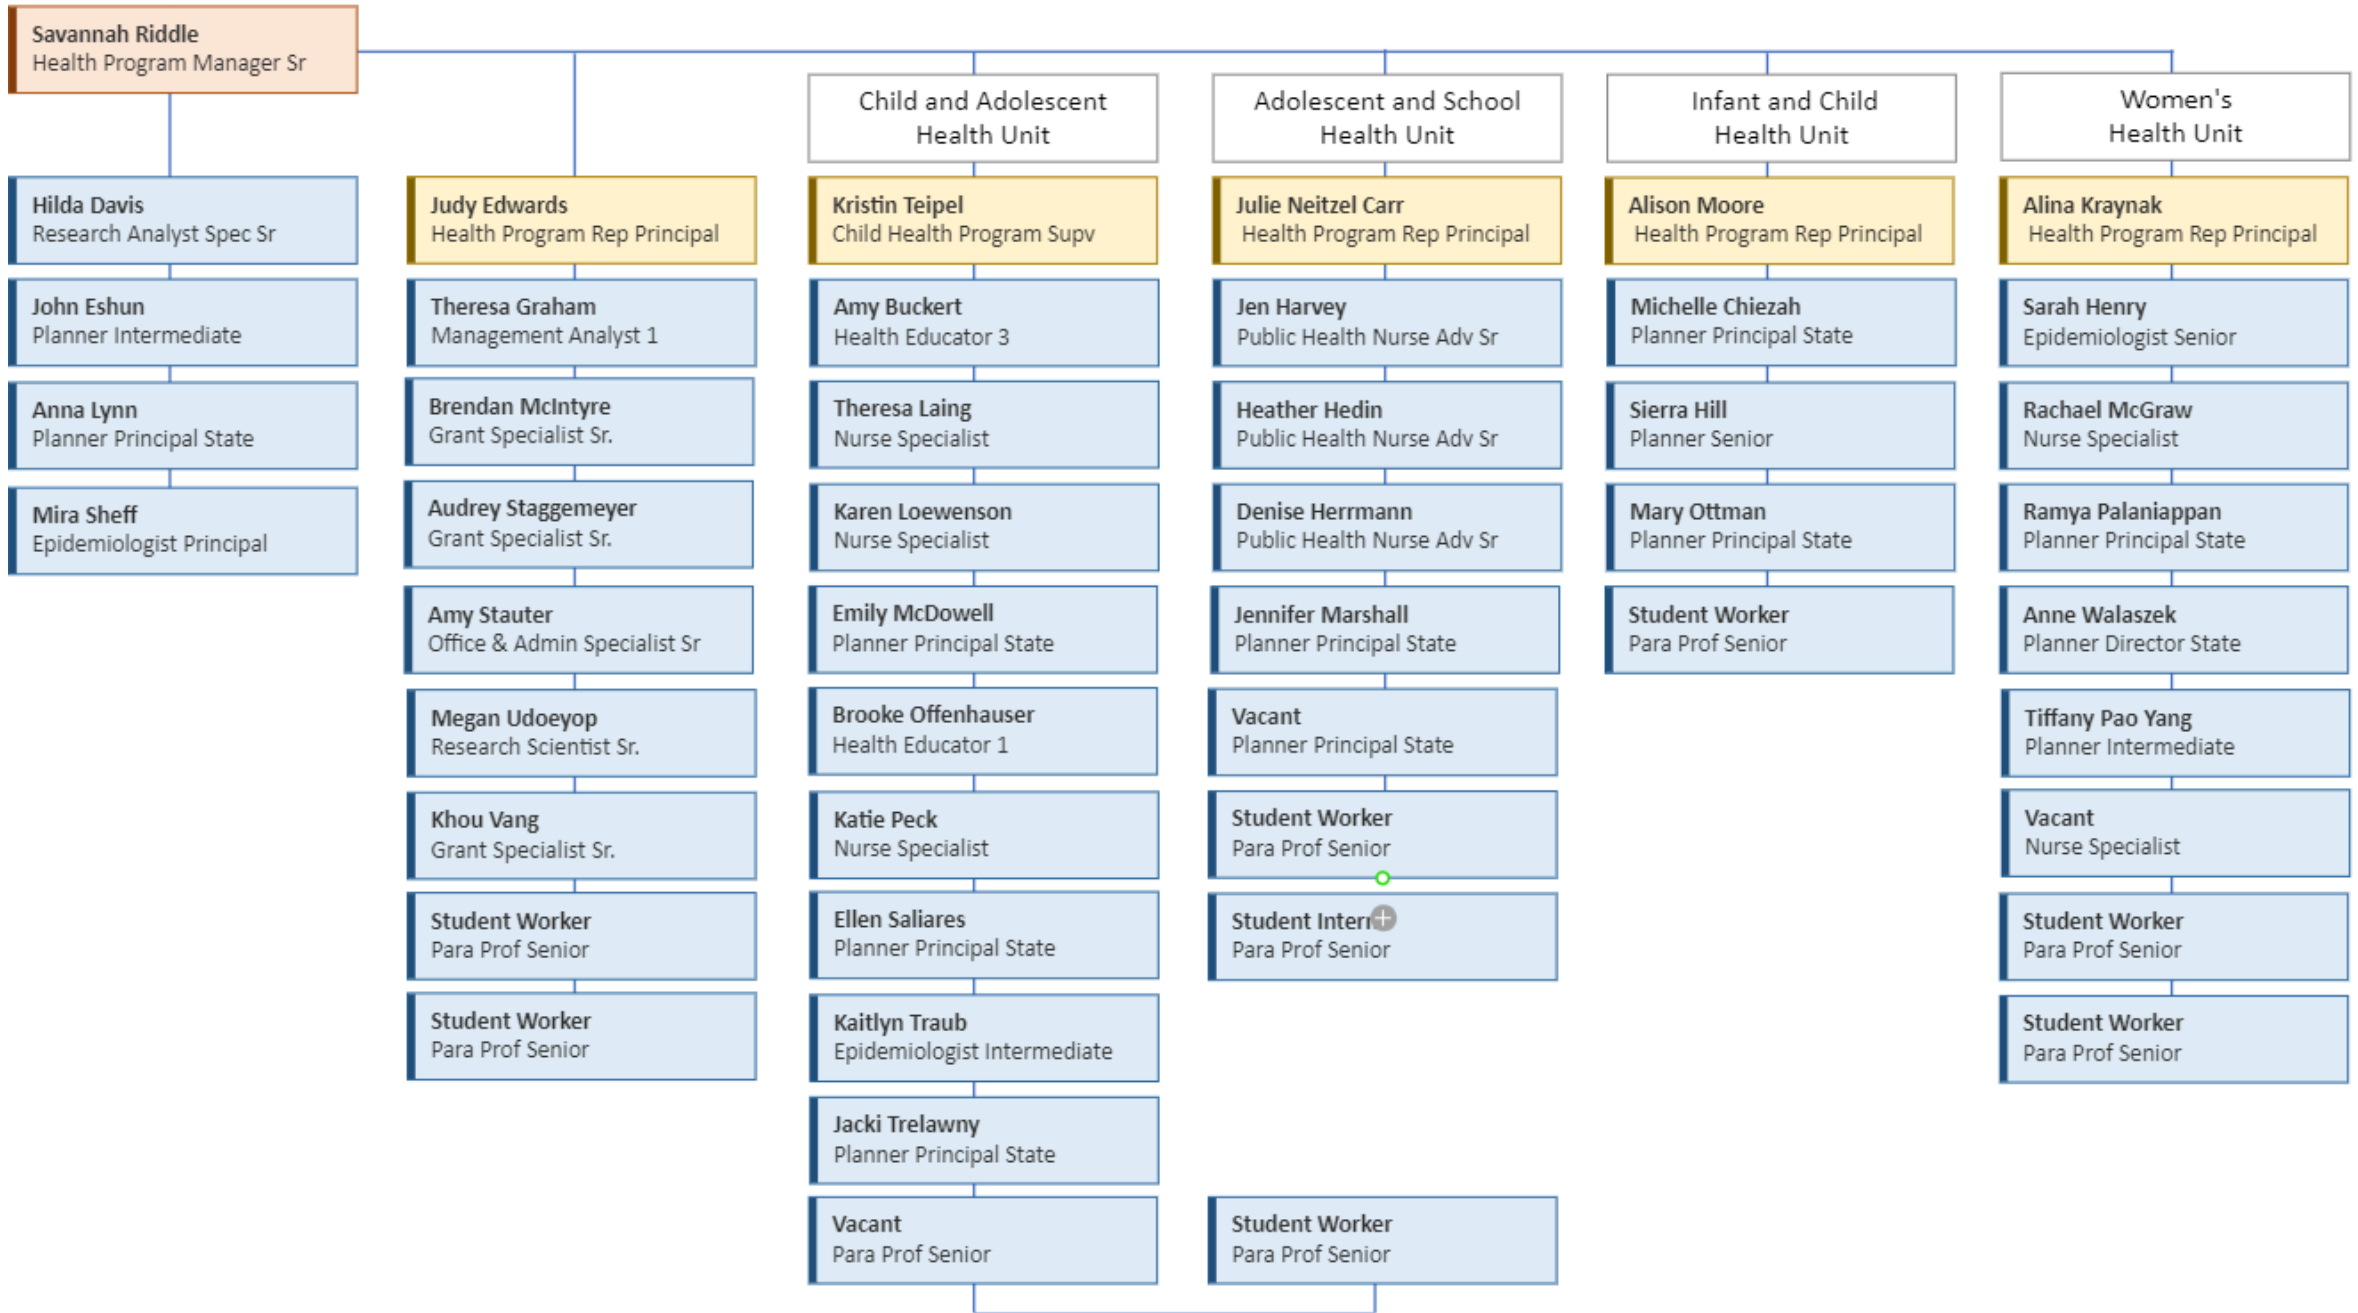 Savannah Riddle
Health Program Manager Sr
Hilda Davis
Research Analyst Spec Sr
John Eshun
Planner Intermediate
Anna Lynn
Planner Principal State
Mira Sheff
Epidemiologist Principal
Judy Edwards
Health Program Rep Principal
Theresa Graham
Management Analyst 1
Brendan McIntyre
Grant Specialist Sr.
Audrey Staggemeyer
Grant Specialist Sr.
Amy Stauter
Office & Admin Specialist Sr
Megan Udoeyop
Research Scientist Sr.
Khou Vang
Grant Specialist Sr.
Student Worker
Para Prof Senior
Student Worker
Para Prof Senior
Child and Adolescent
Health Unit
Kristin Teipel
Child Health Program Supv
Amy Buckert
Health Educator 3
Theresa Laing
Nurse Specialist
Karen Loewenson
Nurse Specialist
Emily McDowell
Planner Principal State
Brooke Offenhauser
Health Educator 1
Katie Peck
Nurse Specialist
Ellen Saliares
Planner Principal State
Kaitlyn Traub
Epidemiologist Intermediate
Jacki Trelawny
Planner Principal State
Vacant
Para Prof Senior
Student Worker
Para Prof Senior
Adolescent and School
Health Unit
Julie Neitzel Carr
Health Program Rep Principal
Jen Harvey
Public Health Nurse Adv Sr
Heather Hedin
Public Health Nurse Adv Sr
Denise Herrmann
Public Health Nurse Adv Sr
Jennifer Marshall
Planner Principal State
Vacant
Planner Principal State
Student Worker
Para Prof Senior
Student Intern
Para Prof Senior
Infant and Child
Health Unit
Alison Moore
Health Program Rep Principal
Michelle Chiezah
Planner Principal State
Sierra Hill
Planner Senior
Mary Ottman
Planner Principal State
Student Worker
Para Prof Senior
Women's
Health Unit
Alina Kraynak
Health Program Rep Principal
Sarah Henry
Epidemiologist Senior
Rachael McGraw
Nurse Specialist
Ramya Palaniappan
Planner Principal State
Anne Walaszek
Planner Director State
Tiffany Pao Yang
Planner Intermediate
Vacant
Nurse Specialist
Student Worker
Para Prof Senior
Student Worker
Para Prof Senior